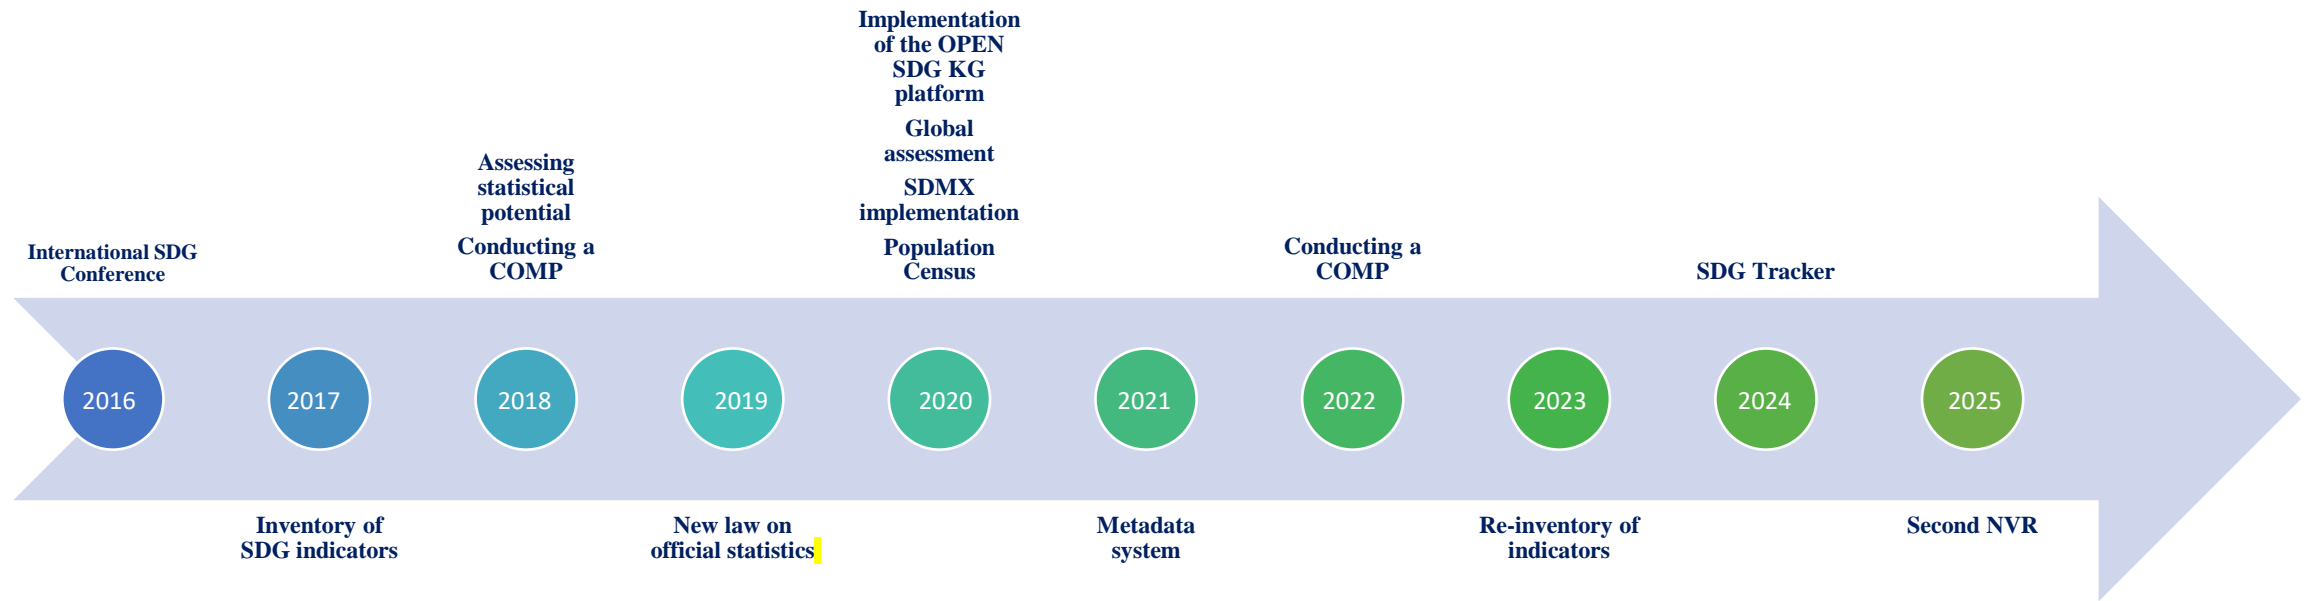 Implementation
of the OPEN
SDG KG
platform
Global
assessment
SDMX
implementation
Population
Census
Assessing
statistical
potential
Conducting a
COMP
International SDG
Conference
Conducting a
COMP
SDG Tracker
2016
2017
2018
2019
2020
2021
2022
2023
2024
2025
Inventory of
SDG indicators
New law on
official statistics
Metadata
system
Re-inventory of
indicators
Second NVR